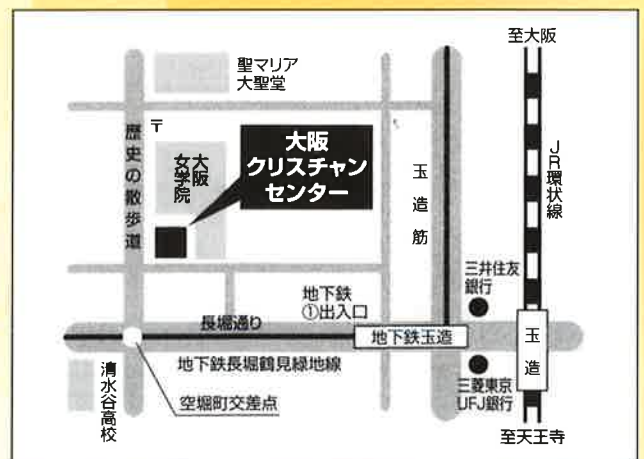 至大阪
聖マリア
大聖堂
〒
歴史の散歩道
大阪
女学院
大阪
クリスチャン
センター
玉造筋
JR環状線
三井住友
銀行
地下鉄
①出入口
長堀通り
地下鉄玉造
玉造
地下鉄長堀鶴見緑地線
清水谷高校
空堀町交差点
三菱東京
UFJ銀行
至天王寺